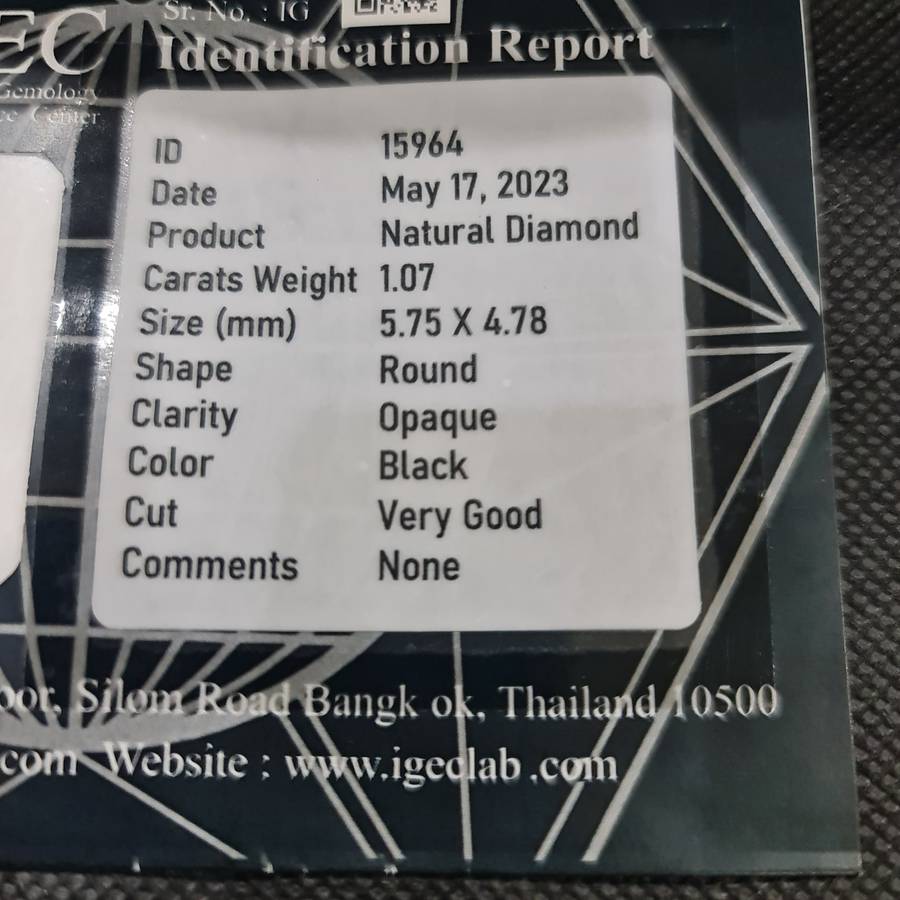 Sr. No. : IG
EC
Identification Report
Gemology
Center
ID 15964
Date May 17, 2023
Product Natural Diamond
Carats Weight 1.07
Size (mm) 5.75 X 4.78
Shape Round
Clarity Opaque
Color Black
Cut Very Good
Comments None
oor, Silom Road Bangk ok, Thailand 10500
com Website : www.igeclab .com